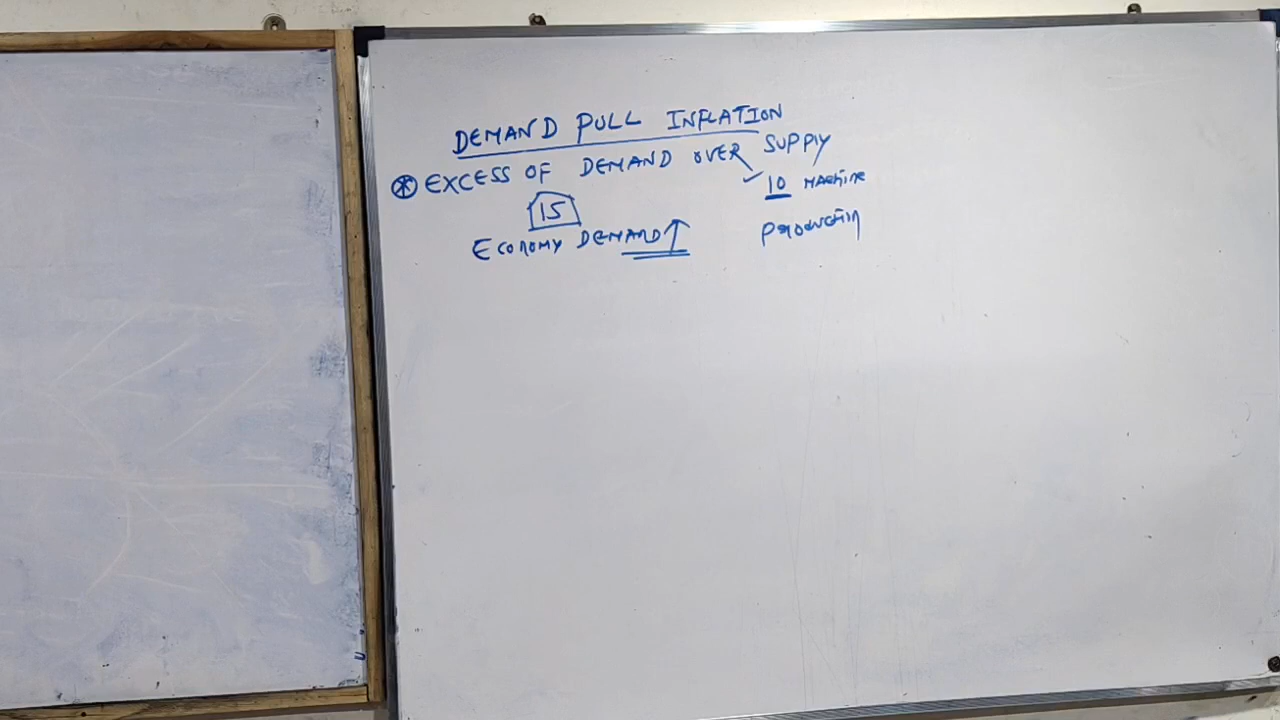 DEMAND PULL INFLATION
⊛ EXCESS OF DEMAND OVER SUPPLY
✓ 10 MACHINE
15
ECONOMY DEMAND↑ PRODUCTION